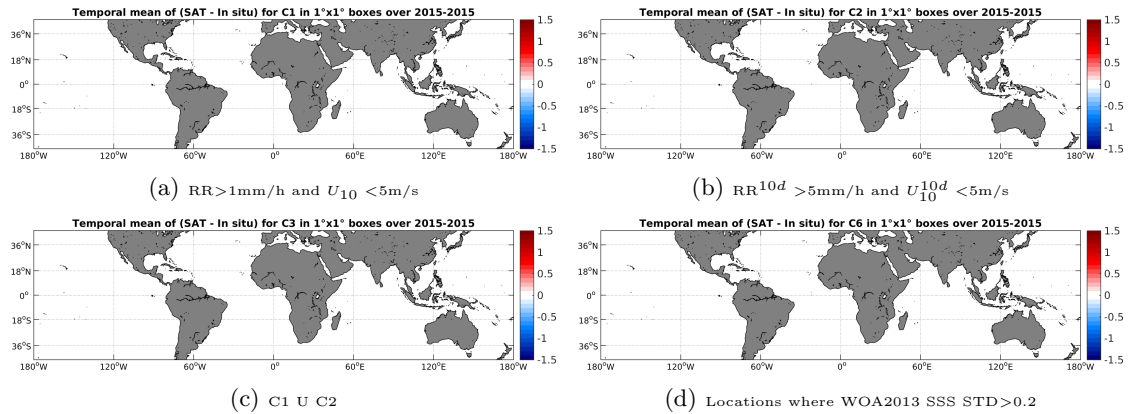 Temporal mean of (SAT - In situ) for C1 in 1°x1° boxes over 2015-2015
36°N
18°N
0°
18°S
36°S
180°W
120°W
60°W
0°
60°E
120°E
180°W
1.5
1
0.5
0
-0.5
-1
-1.5
(a) RR>1mm/h and U10 <5m/s
Temporal mean of (SAT - In situ) for C2 in 1°x1° boxes over 2015-2015
36°N
18°N
0°
18°S
36°S
180°W
120°W
60°W
0°
60°E
120°E
180°W
1.5
1
0.5
0
-0.5
-1
-1.5
(b) RR10d >5mm/h and U10d10 <5m/s
Temporal mean of (SAT - In situ) for C3 in 1°x1° boxes over 2015-2015
36°N
18°N
0°
18°S
36°S
180°W
120°W
60°W
0°
60°E
120°E
180°W
1.5
1
0.5
0
-0.5
-1
-1.5
(c) C1 U C2
Temporal mean of (SAT - In situ) for C6 in 1°x1° boxes over 2015-2015
36°N
18°N
0°
18°S
36°S
180°W
120°W
60°W
0°
60°E
120°E
180°W
1.5
1
0.5
0
-0.5
-1
-1.5
(d) Locations where WOA2013 SSS STD>0.2